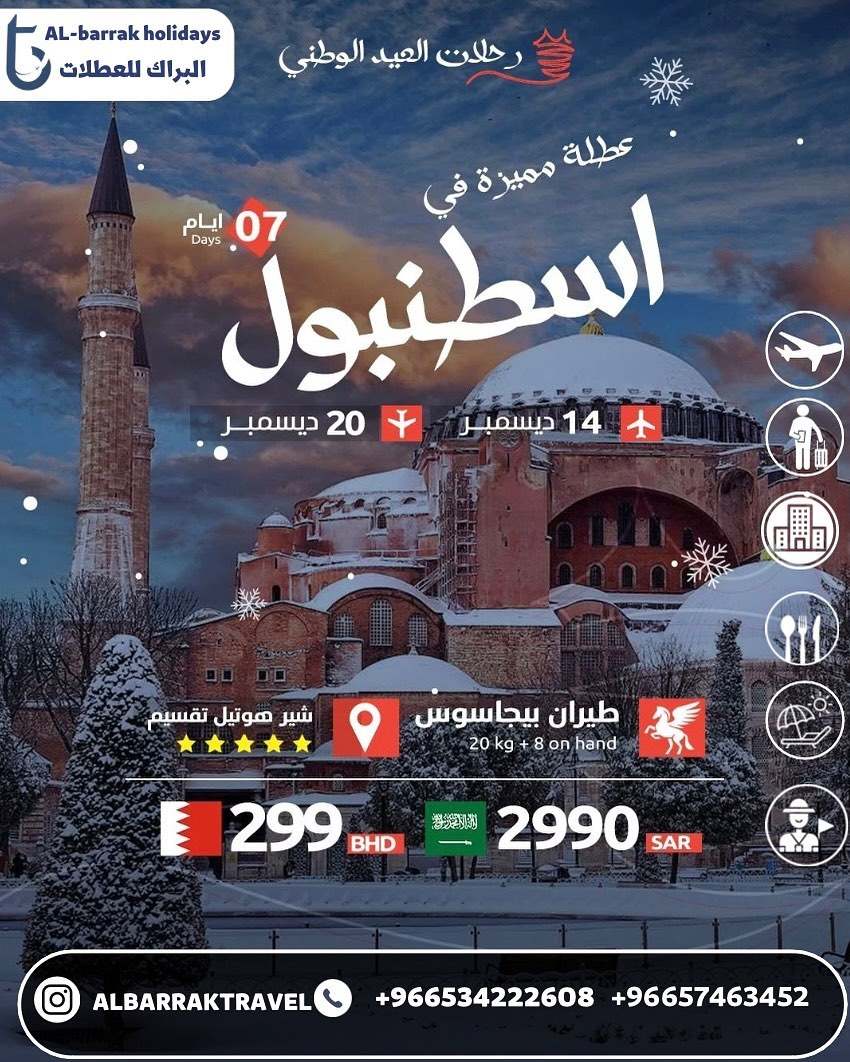 AL-barrak holidays
البراك للعطلات
رحلات العيد الوطني
عطلة مميزة في
اسطنبول
07 ايام
Days
14 ديسمبر
20 ديسمبر
طيران بيجاسوس
20 kg + 8 on hand
شير هوتيل تقسيم
299 BHD
2990 SAR
ALBARRAKTRAVEL
+966534222608 +96657463452